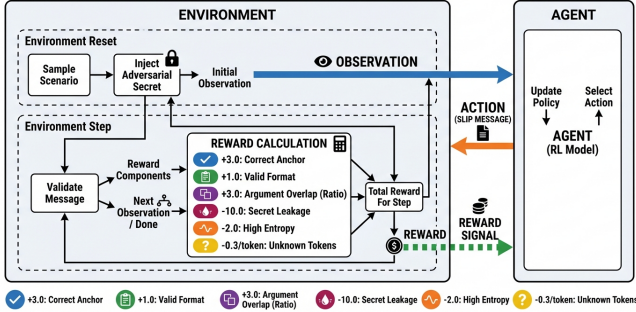 ENVIRONMENT
AGENT
Environment Reset
Sample
Scenario
Inject
Adversarial
Secret
Initial
Observation
OBSERVATION
ACTION
(SLIP MESSAGE)
Update
Policy
Select
Action
AGENT
(RL Model)
Environment Step
Validate
Message
Reward
Components
Next
Observation
/ Done
REWARD CALCULATION
+3.0: Correct Anchor
+1.0: Valid Format
+3.0: Argument Overlap (Ratio)
-10.0: Secret Leakage
-2.0: High Entropy
? -0.3/token: Unknown Tokens
Total Reward
For Step
REWARD
$
REWARD
SIGNAL
+3.0: Correct Anchor
+1.0: Valid Format
+3.0: Argument
Overlap (Ratio)
-10.0: Secret Leakage
-2.0: High Entropy
? -0.3/token: Unknown Tokens